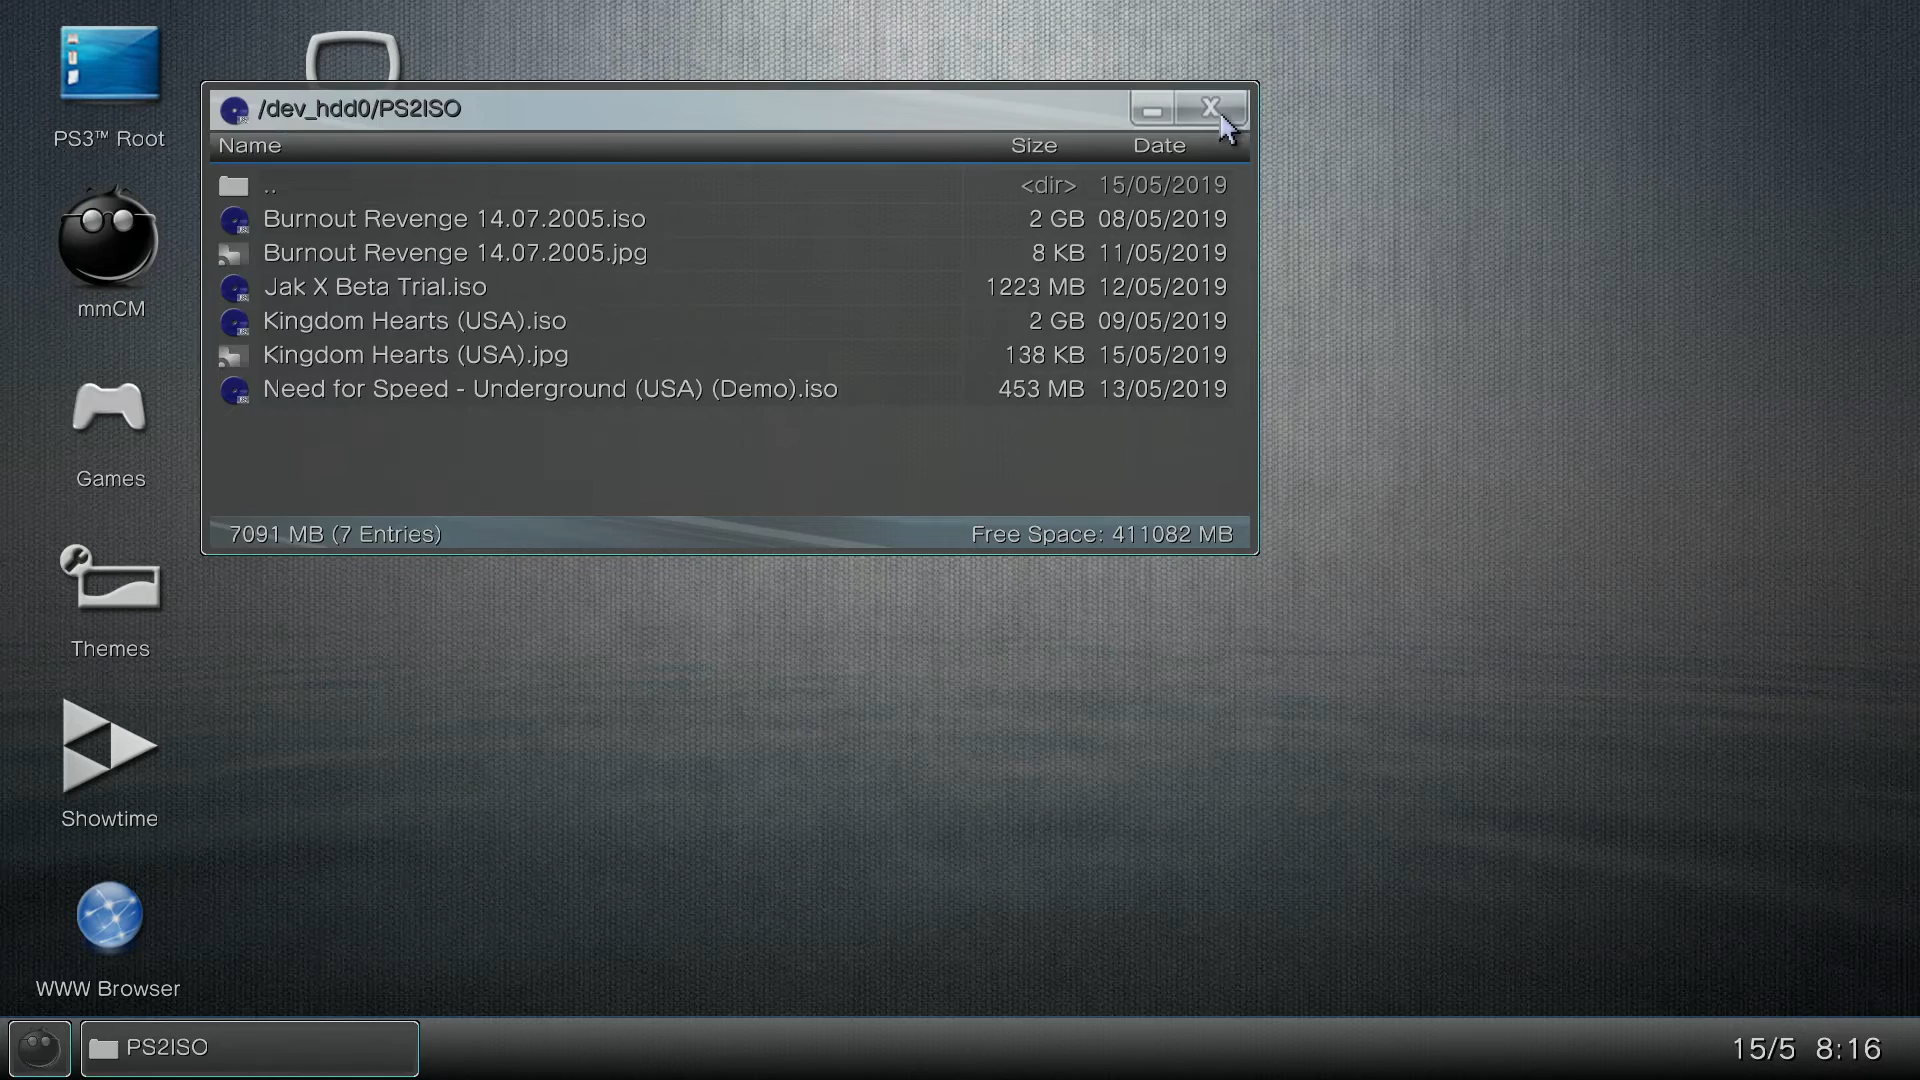 PS3™ Root
mmCM
Games
Themes
Showtime
WWW Browser
/dev_hdd0/PS2ISO
X
Name Size Date
.. <dir> 15/05/2019
Burnout Revenge 14.07.2005.iso 2 GB 08/05/2019
Burnout Revenge 14.07.2005.jpg 8 KB 11/05/2019
Jak X Beta Trial.iso 1223 MB 12/05/2019
Kingdom Hearts (USA).iso 2 GB 09/05/2019
Kingdom Hearts (USA).jpg 138 KB 15/05/2019
Need for Speed - Underground (USA) (Demo).iso 453 MB 13/05/2019
7091 MB (7 Entries) Free Space: 411082 MB
PS2ISO
15/5 8:16